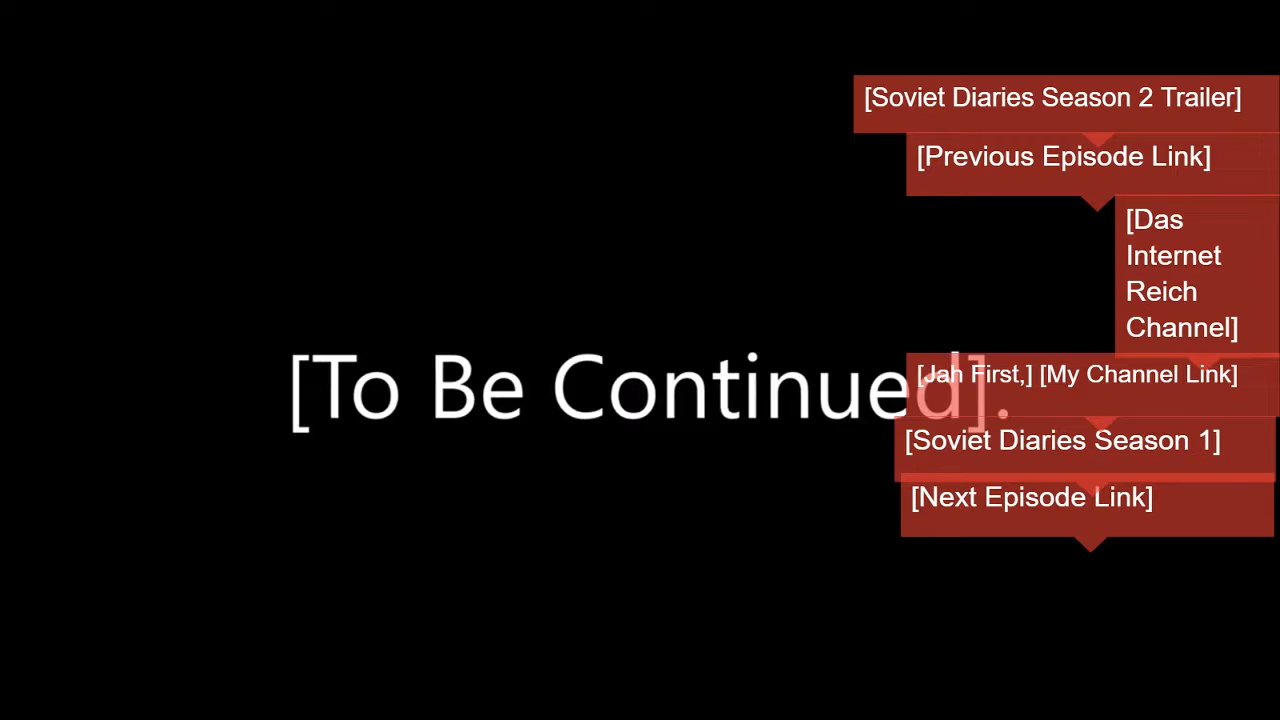 [Soviet Diaries Season 2 Trailer]
[Previous Episode Link]
[Das
Internet
Reich
Channel]
[To Be Continued].
[Jah First,] [My Channel Link]
[Soviet Diaries Season 1]
[Next Episode Link]